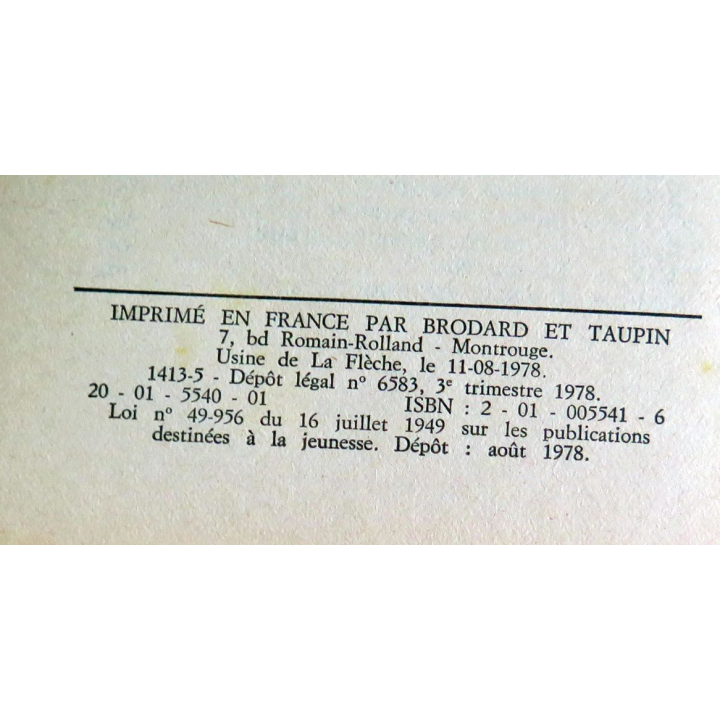 IMPRIMÉ EN FRANCE PAR BRODARD ET TAUPIN
7, bd Romain-Rolland - Montrouge.
Usine de La Flèche, le 11-08-1978.
1413-5 - Dépôt légal n° 6583, 3e trimestre 1978.
20 - 01 - 5540 - 01 ISBN : 2 - 01 - 005541 - 6
Loi n° 49-956 du 16 juillet 1949 sur les publications
destinées à la jeunesse. Dépôt : août 1978.